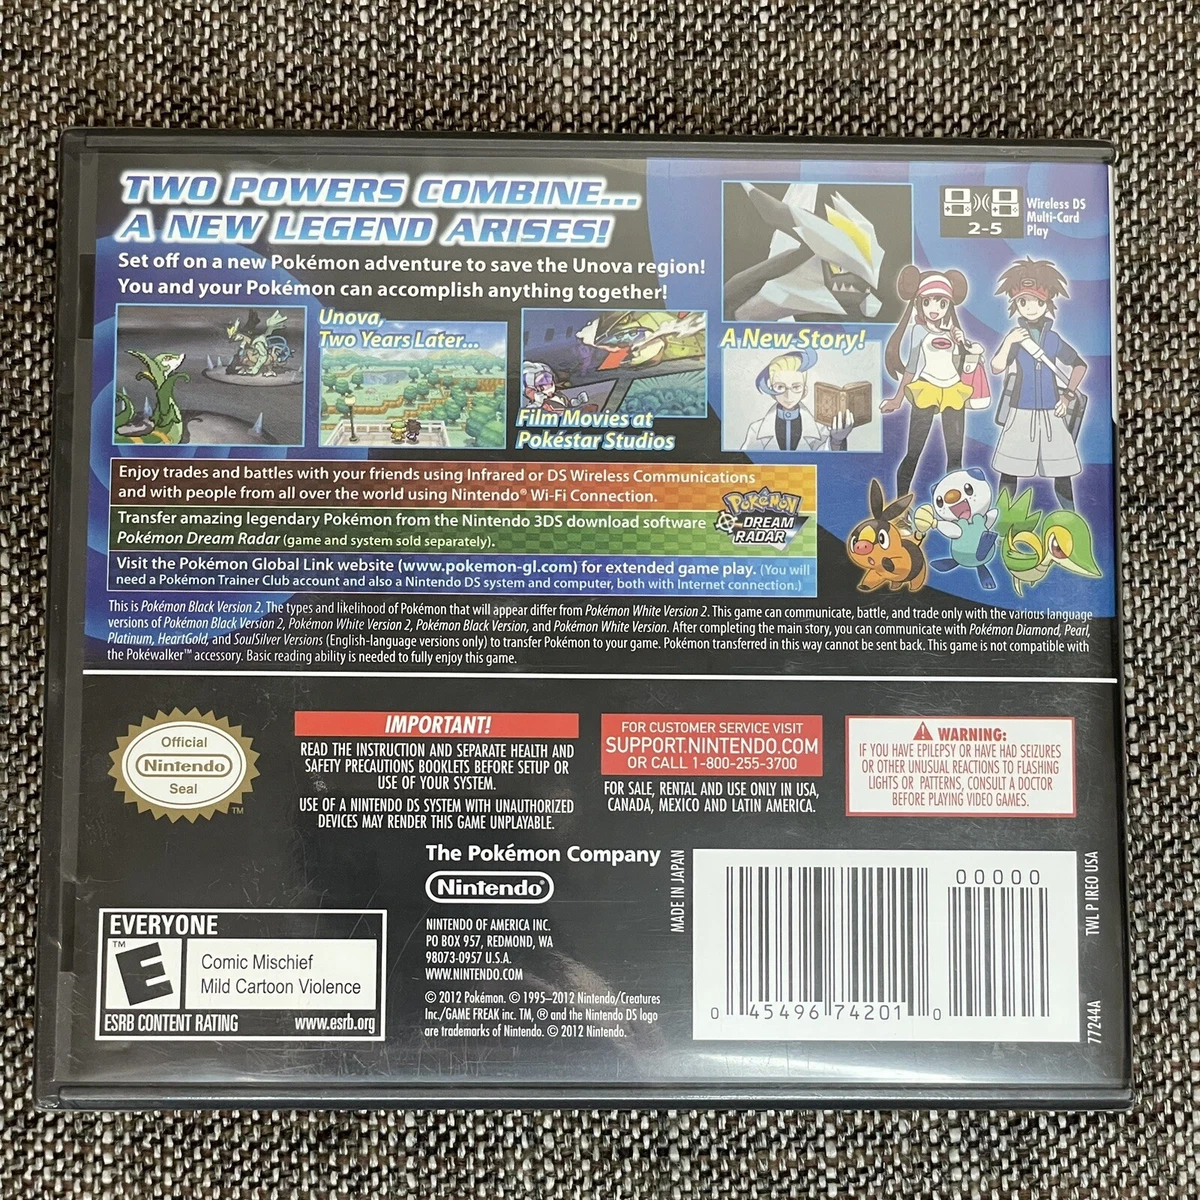 TWO POWERS COMBINE...
A NEW LEGEND ARISES!
Set off on a new Pokémon adventure to save the Unova region!
You and your Pokémon can accomplish anything together!
Wireless DS
Multi-Card
Play
2-5
Unova,
Two Years Later...
Film Movies at
Pokéstar Studios
A New Story!
Enjoy trades and battles with your friends using Infrared or DS Wireless Communications
and with people from all over the world using Nintendo® Wi-Fi Connection.
Transfer amazing legendary Pokémon from the Nintendo 3DS download software
Pokémon Dream Radar (game and system sold separately).
POKéMON
DREAM
RADAR
Visit the Pokémon Global Link website (www.pokemon-gl.com) for extended game play. (You will
need a Pokémon Trainer Club account and also a Nintendo DS system and computer, both with Internet connection.)
This is Pokémon Black Version 2. The types and likelihood of Pokémon that will appear differ from Pokémon White Version 2. This game can communicate, battle, and trade only with the various language
versions of Pokémon Black Version 2, Pokémon White Version 2, Pokémon Black Version, and Pokémon White Version. After completing the main story, you can communicate with Pokémon Diamond, Pearl,
Platinum, HeartGold, and SoulSilver Versions (English-language versions only) to transfer Pokémon to your game. Pokémon transferred in this way cannot be sent back. This game is not compatible with
the Pokéwalker™ accessory. Basic reading ability is needed to fully enjoy this game.
Official
Nintendo
Seal
TM
IMPORTANT!
READ THE INSTRUCTION AND SEPARATE HEALTH AND
SAFETY PRECAUTIONS BOOKLETS BEFORE SETUP OR
USE OF YOUR SYSTEM.
USE OF A NINTENDO DS SYSTEM WITH UNAUTHORIZED
DEVICES MAY RENDER THIS GAME UNPLAYABLE.
FOR CUSTOMER SERVICE VISIT
SUPPORT.NINTENDO.COM
OR CALL 1-800-255-3700
FOR SALE, RENTAL AND USE ONLY IN USA,
CANADA, MEXICO AND LATIN AMERICA.
WARNING:
IF YOU HAVE EPILEPSY OR HAVE HAD SEIZURES
OR OTHER UNUSUAL REACTIONS TO FLASHING
LIGHTS OR PATTERNS, CONSULT A DOCTOR
BEFORE PLAYING VIDEO GAMES.
The Pokémon Company
Nintendo®
NINTENDO OF AMERICA INC.
PO BOX 957, REDMOND, WA
98073-0957 U.S.A.
WWW.NINTENDO.COM
© 2012 Pokémon. © 1995–2012 Nintendo/Creatures
Inc./GAME FREAK inc. TM, ® and the Nintendo DS logo
are trademarks of Nintendo. © 2012 Nintendo.
EVERYONE
TM
E
Comic Mischief
Mild Cartoon Violence
ESRB CONTENT RATING www.esrb.org
MADE IN JAPAN
00000
0 45496 74201 0
TWL P IREO USA
77244A